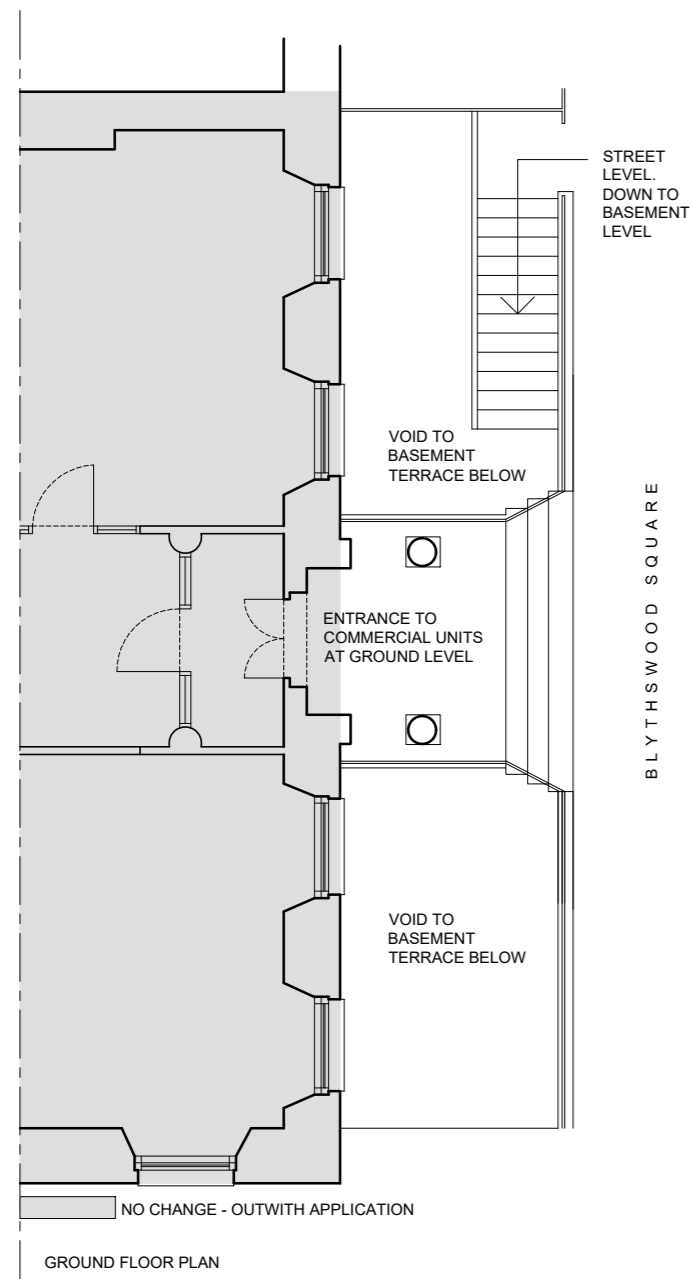 STREET
LEVEL.
DOWN TO
BASEMENT
LEVEL
VOID TO
BASEMENT
TERRACE BELOW
BLYTHSWOOD SQUARE
ENTRANCE TO
COMMERCIAL UNITS
AT GROUND LEVEL
VOID TO
BASEMENT
TERRACE BELOW
NO CHANGE - OUTWITH APPLICATION
GROUND FLOOR PLAN